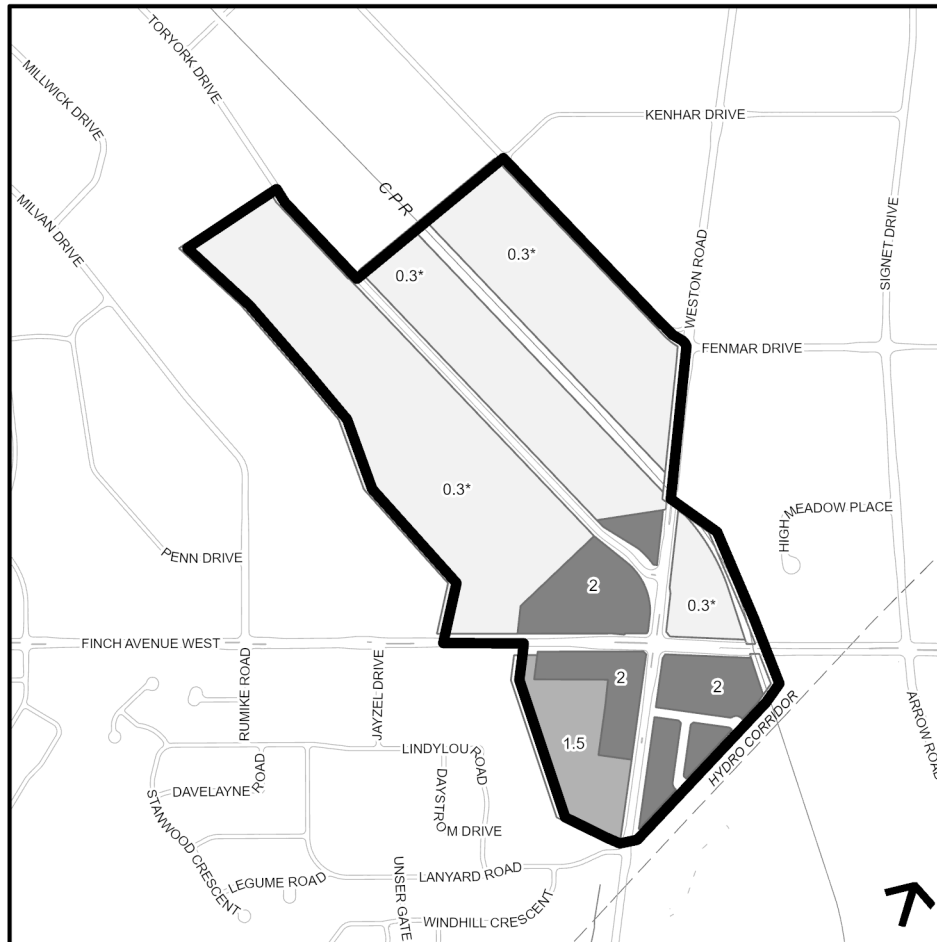 TORYORK DRIVE
MILLWICK DRIVE
KENHAR DRIVE
C P R
MILVAN DRIVE
SIGNET DRIVE
0.3*
0.3*
WESTON ROAD
FENMAR DRIVE
0.3*
HIGH MEADOW PLACE
PENN DRIVE
2
0.3*
FINCH AVENUE WEST
RUMIKE ROAD
JAYZEL DRIVE
2
2
HYDRO CORRIDOR
ARROW ROAD
1.5
LINDYLOU ROAD
DAVELAYNE ROAD
DAYSTROM DRIVE
STANWOOD CRESCENT
LEGUME ROAD
UNSER GATE
LANYARD ROAD
WINDHILL CRESCENT